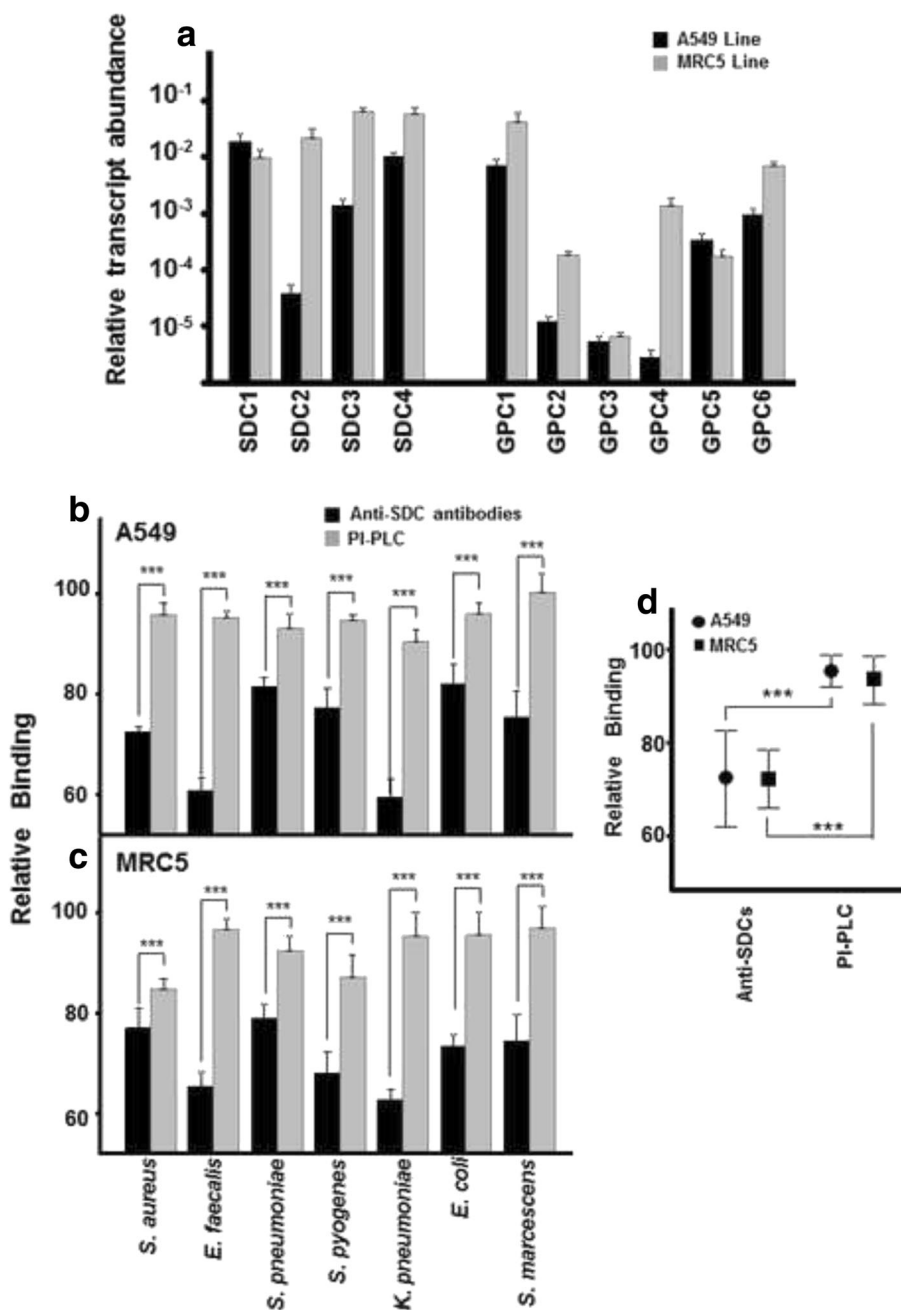 a
A549 Line
MRC5 Line
Relative transcript abundance
10-1
10-2
10-3
10-4
10-5
SDC1
SDC2
SDC3
SDC4
GPC1
GPC2
GPC3
GPC4
GPC5
GPC6
b
A549
Anti-SDC antibodies
PI-PLC
*** *** *** *** *** *** ***
100
80
60
Relative Binding
c
MRC5
*** *** *** *** *** *** ***
100
80
60
S. aureus
E. faecalis
S. pneumoniae
S. pyogenes
K. pneumoniae
E. coli
S. marcescens
d
A549
MRC5
Relative Binding
100
80
60
***
***
Anti-SDCs
PI-PLC